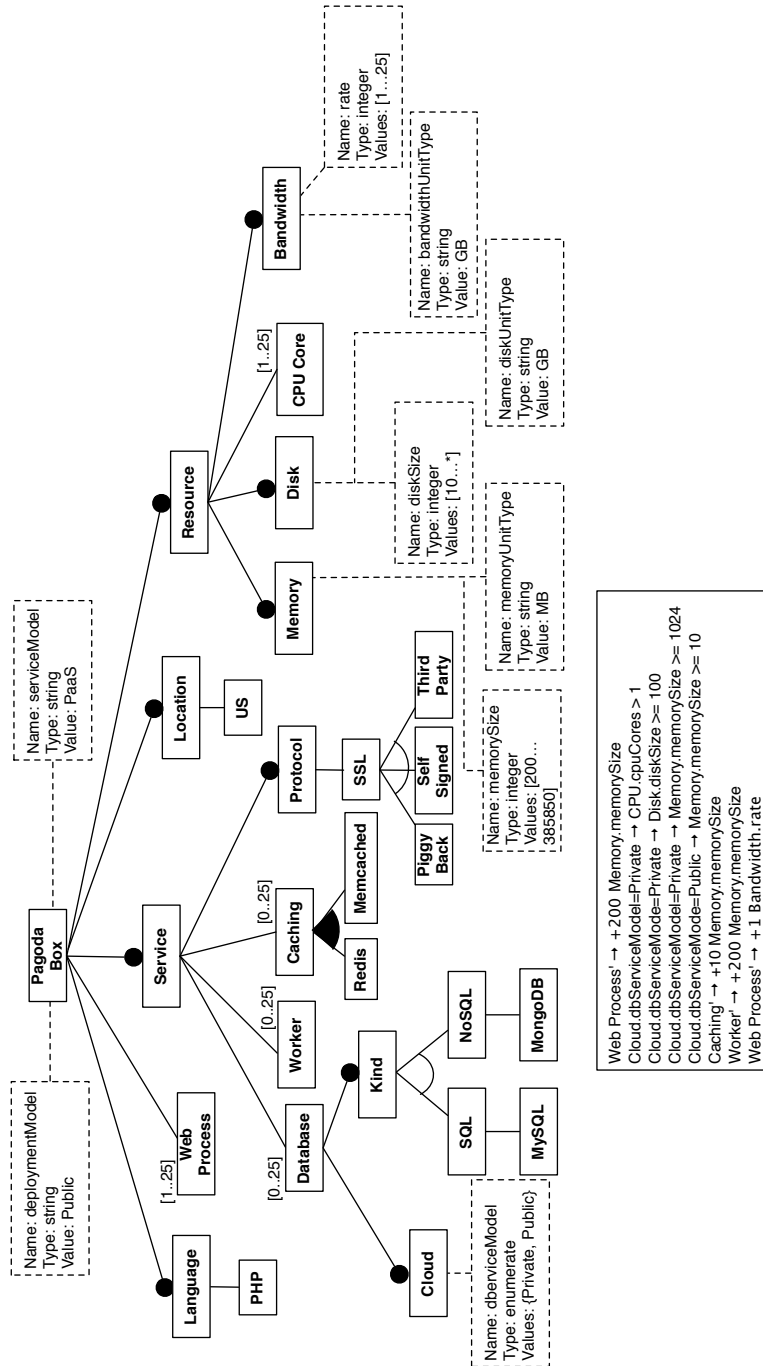 Name: deploymentModel
Type: string
Value: Public
Pagoda
Box
Name: serviceModel
Type: string
Value: PaaS
Language
PHP
[1..25]
Web
Process
Service
Location
US
Resource
[0..25]
Database
[0..25]
Worker
[0..25]
Caching
Protocol
Memory
Disk
[1..25]
CPU Core
Bandwidth
Name: rate
Type: integer
Values: [1...25]
Cloud
Kind
Redis
Memcached
SSL
Name: diskSize
Type: integer
Values: [10....*]
Name: bandwidthUnitType
Type: string
Value: GB
Piggy
Back
Self
Signed
Third
Party
Name: dberviceModel
Type: enumerate
Values: {Private, Public}
SQL
NoSQL
MySQL
MongoDB
Name: memorySize
Type: integer
Values: [200....
385850]
Name: memoryUnitType
Type: string
Value: MB
Name: diskUnitType
Type: string
Value: GB
Web Process' → +200 Memory.memorySize
Cloud.dbServiceModel=Private → CPU.cpuCores > 1
Cloud.dbServiceMode=Private → Disk.diskSize >= 100
Cloud.dbServiceModel=Private → Memory.memorySize >= 1024
Cloud.dbServiceModel=Public → Memory.memorySize >= 10
Caching' → +10 Memory.memorySize
Worker' → +200 Memory.memorySize
Web Process' → +1 Bandwidth.rate